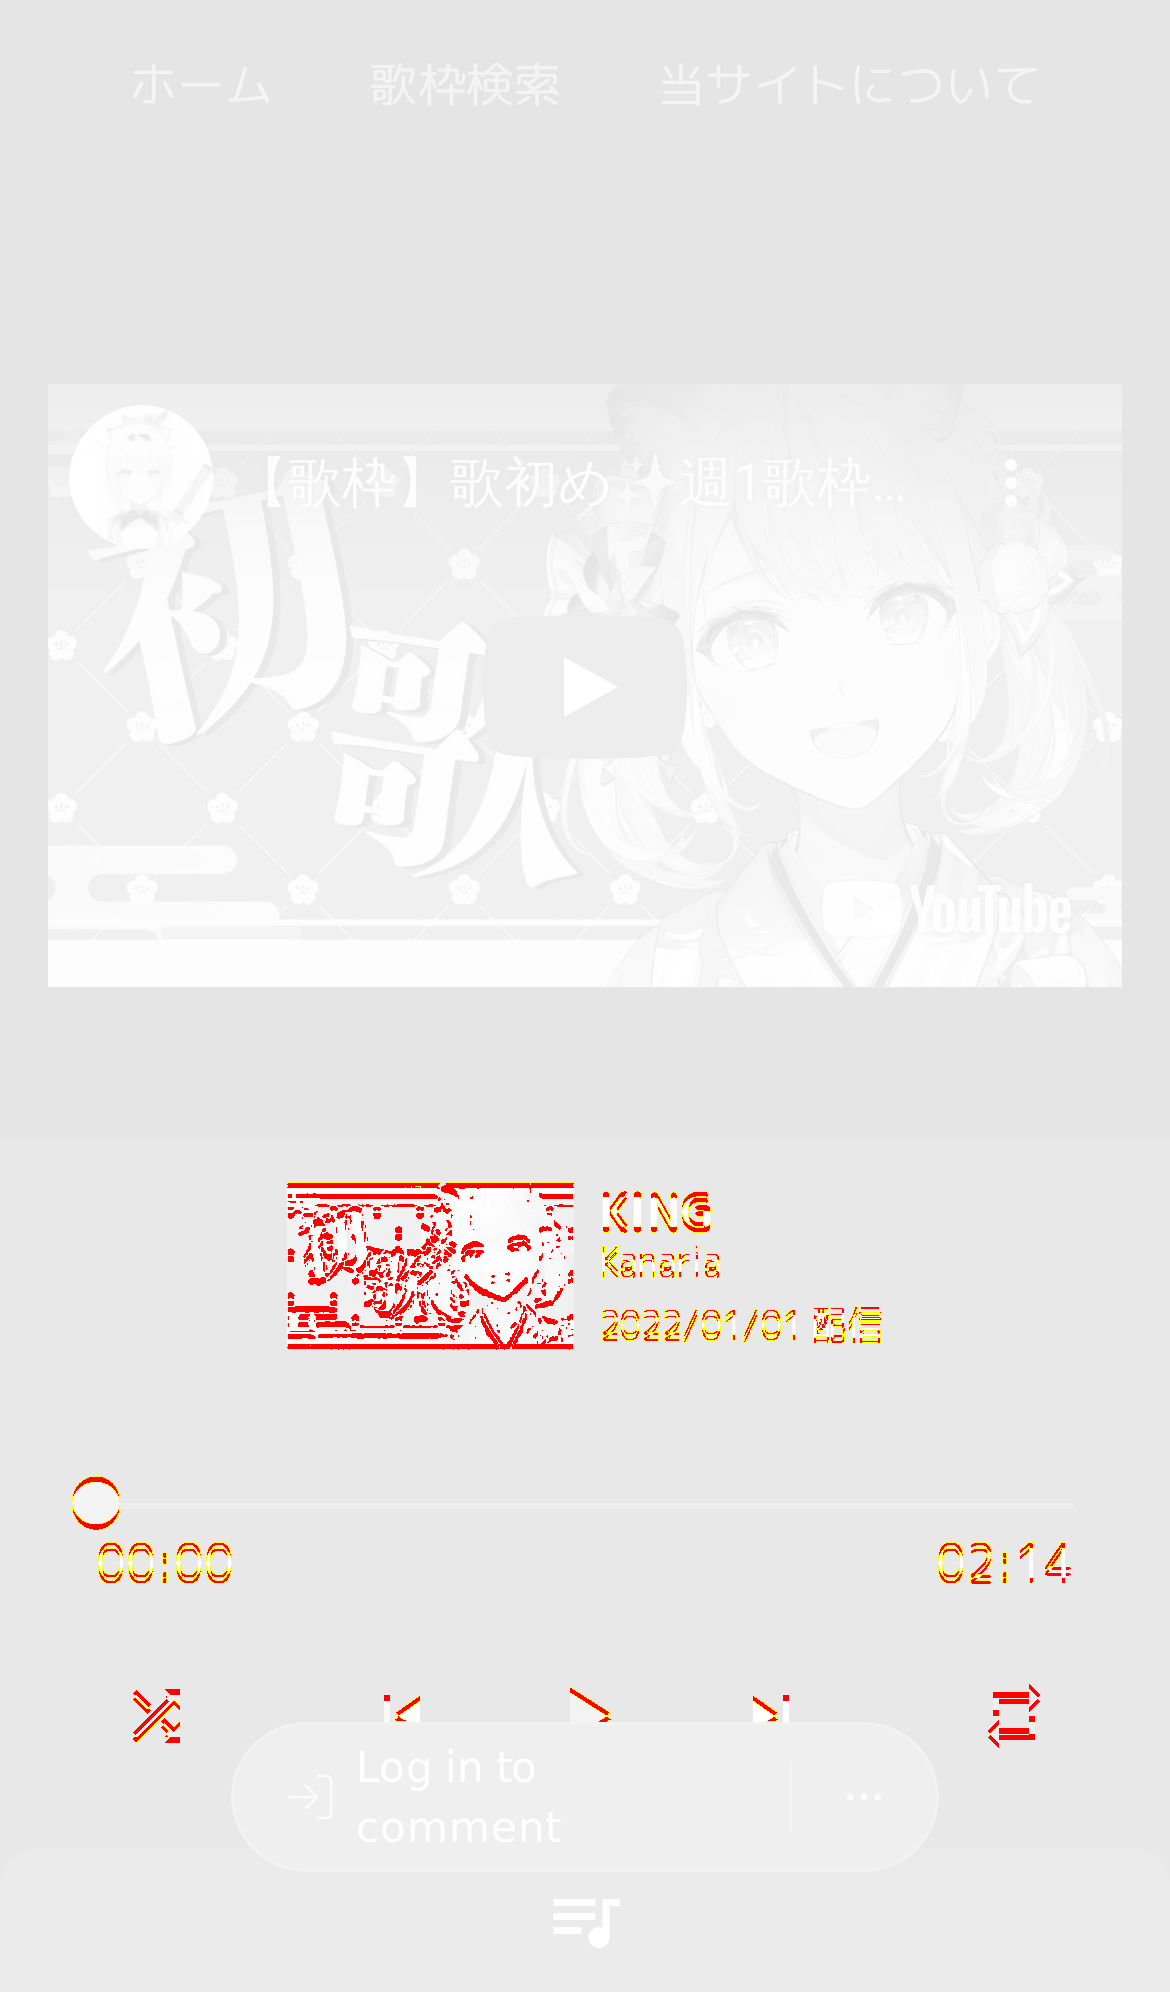 ホーム 歌枠検索 当サイトについて
【歌枠】歌初め✨週1歌枠...
初
歌
YouTube
KING
Kanaria
2022/01/01 配信
00:00 02:14
Log in to
comment